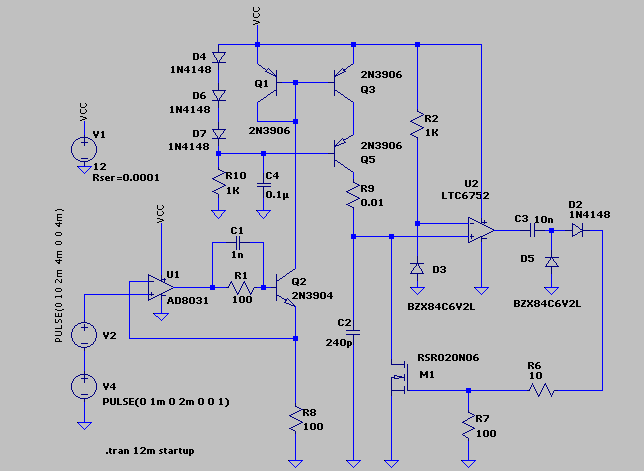 VCC
D4
1N4148
Q1
2N3906
Q3
D6
1N4148
R2
1K
VCC
V1
D7
1N4148
2N3906
2N3906
Q5
12
Rser=0.0001
R10
1K
C4
0.1µ
R9
0.01
U2
LTC6752
C3
10n
D2
1N4148
VCC
C1
1n
D3
D5
U1
AD8031
R1
100
Q2
2N3904
BZX84C6V2L
BZX84C6V2L
PULSE(0 10 2m 4m 0 0 4m)
V2
C2
240p
V4
PULSE(0 1m 0 2m 0 0 1)
RSR020N06
M1
R6
10
R8
100
R7
100
.tran 12m startup